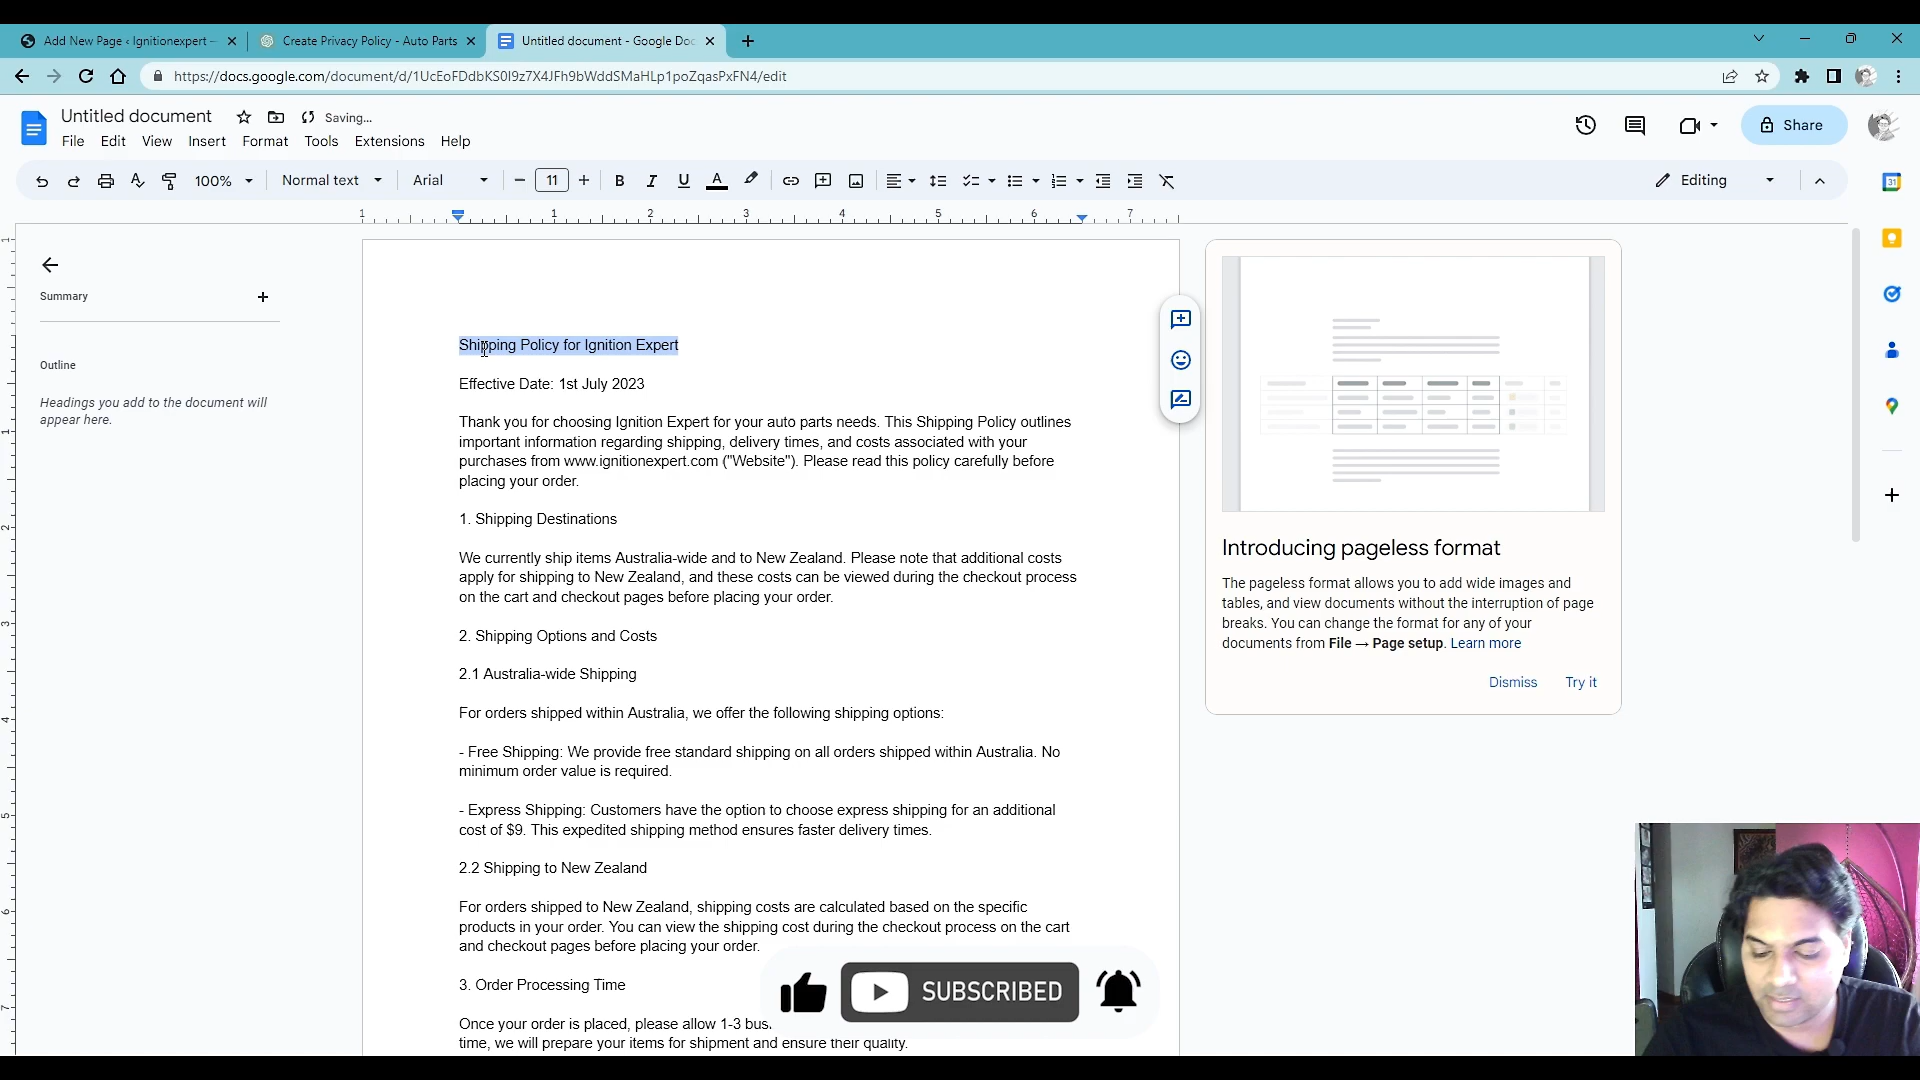 Add New Page ‹ Ignitionexpert —
Create Privacy Policy - Auto Parts
Untitled document - Google Doc
https://docs.google.com/document/d/1UcEoFDdbKS0I9z7X4JFh9bWddSMaHLp1poZqasPxFN4/edit
Untitled document
Saving...
File Edit View Insert Format Tools Extensions Help
Share
100% Normal text Arial 11 B I U A
Editing
1 1 2 3 4 5 6 7
Summary
Outline
Headings you add to the document will
appear here.
Shipping Policy for Ignition Expert
Effective Date: 1st July 2023
Thank you for choosing Ignition Expert for your auto parts needs. This Shipping Policy outlines
important information regarding shipping, delivery times, and costs associated with your
purchases from www.ignitionexpert.com ("Website"). Please read this policy carefully before
placing your order.
1. Shipping Destinations
We currently ship items Australia-wide and to New Zealand. Please note that additional costs
apply for shipping to New Zealand, and these costs can be viewed during the checkout process
on the cart and checkout pages before placing your order.
2. Shipping Options and Costs
2.1 Australia-wide Shipping
For orders shipped within Australia, we offer the following shipping options:
- Free Shipping: We provide free standard shipping on all orders shipped within Australia. No
minimum order value is required.
- Express Shipping: Customers have the option to choose express shipping for an additional
cost of $9. This expedited shipping method ensures faster delivery times.
2.2 Shipping to New Zealand
For orders shipped to New Zealand, shipping costs are calculated based on the specific
products in your order. You can view the shipping cost during the checkout process on the cart
and checkout pages before placing your order.
3. Order Processing Time
Once your order is placed, please allow 1-3 bus
time, we will prepare your items for shipment and ensure their quality.
Introducing pageless format
The pageless format allows you to add wide images and
tables, and view documents without the interruption of page
breaks. You can change the format for any of your
documents from File → Page setup. Learn more
Dismiss Try it
SUBSCRIBED